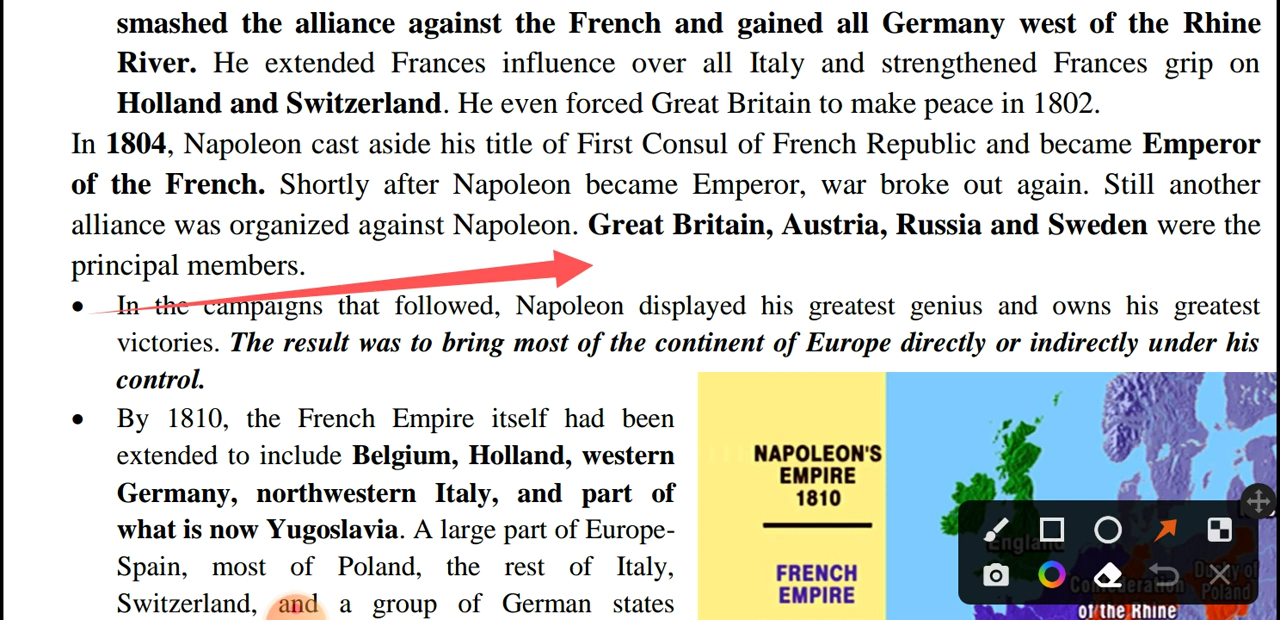 smashed the alliance against the French and gained all Germany west of the Rhine
River. He extended Frances influence over all Italy and strengthened Frances grip on
Holland and Switzerland. He even forced Great Britain to make peace in 1802.
In 1804, Napoleon cast aside his title of First Consul of French Republic and became Emperor
of the French. Shortly after Napoleon became Emperor, war broke out again. Still another
alliance was organized against Napoleon. Great Britain, Austria, Russia and Sweden were the
principal members.
• In the campaigns that followed, Napoleon displayed his greatest genius and owns his greatest
victories. The result was to bring most of the continent of Europe directly or indirectly under his
control.
• By 1810, the French Empire itself had been
extended to include Belgium, Holland, western
Germany, northwestern Italy, and part of
what is now Yugoslavia. A large part of Europe-
Spain, most of Poland, the rest of Italy,
Switzerland, and a group of German states
NAPOLEON'S
EMPIRE
1810
FRENCH
EMPIRE
England
Confederation
of the Rhine
Duchy of
Poland